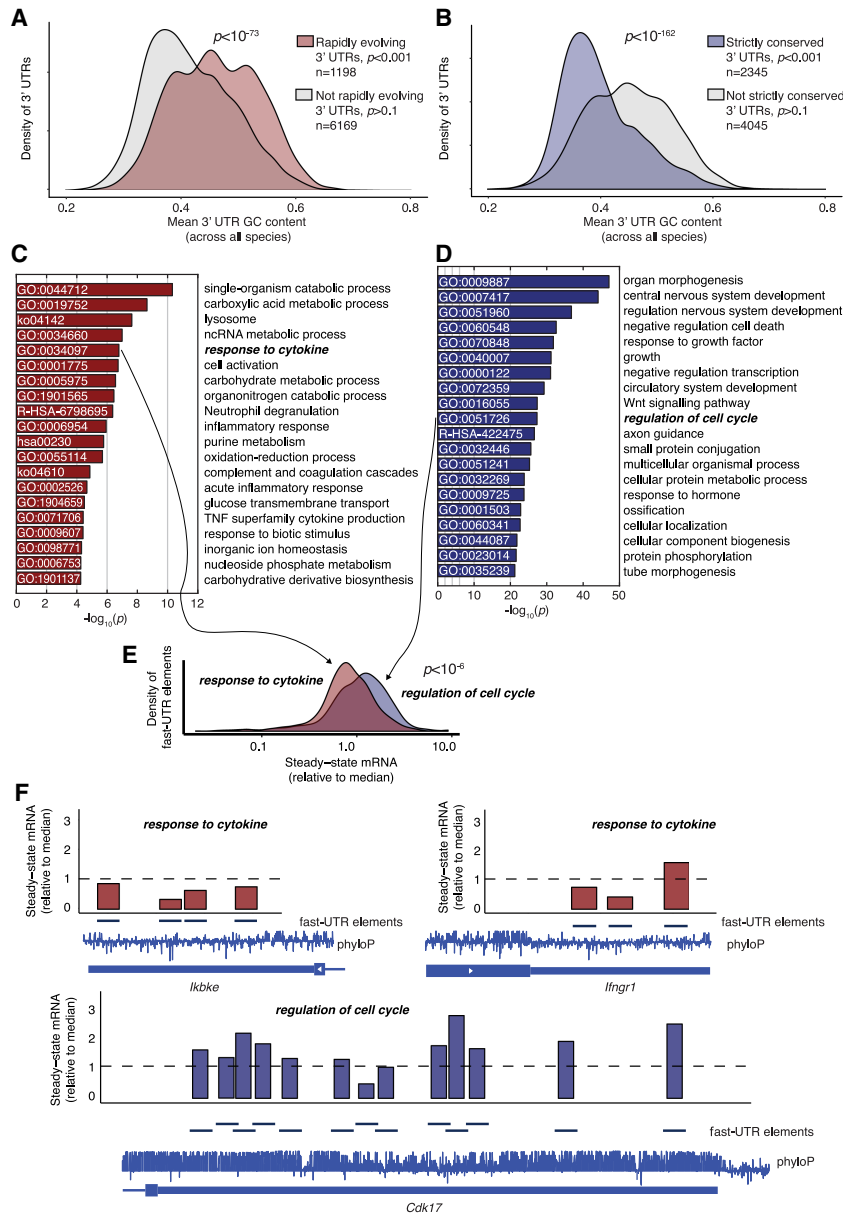 A
p<10-73
Density of 3' UTRs
Rapidly evolving
3' UTRs, p<0.001
n=1198
Not rapidly evolving
3' UTRs, p>0.1
n=6169
0.2 0.4 0.6 0.8
Mean 3' UTR GC content
(across all species)
B
p<10-162
Density of 3' UTRs
Strictly conserved
3' UTRs, p<0.001
n=2345
Not strictly conserved
3' UTRs, p>0.1
n=4045
0.2 0.4 0.6 0.8
Mean 3' UTR GC content
(across all species)
C
GO:0044712 single-organism catabolic process
GO:0019752 carboxylic acid metabolic process
ko04142 lysosome
GO:0034660 ncRNA metabolic process
GO:0034097 response to cytokine
GO:0001775 cell activation
GO:0005975 carbohydrate metabolic process
GO:1901565 organonitrogen catabolic process
R-HSA-6798695 Neutrophil degranulation
GO:0006954 inflammatory response
hsa00230 purine metabolism
GO:0055114 oxidation-reduction process
ko04610 complement and coagulation cascades
GO:0002526 acute inflammatory response
GO:1904659 glucose transmembrane transport
GO:0071706 TNF superfamily cytokine production
GO:0009607 response to biotic stimulus
GO:0098771 inorganic ion homeostasis
GO:0006753 nucleoside phosphate metabolism
GO:1901137 carbohydrative derivative biosynthesis
0 2 4 6 8 10 12
-log10(p)
D
GO:0009887 organ morphogenesis
GO:0007417 central nervous system development
GO:0051960 regulation nervous system development
GO:0060548 negative regulation cell death
GO:0070848 response to growth factor
GO:0040007 growth
GO:0000122 negative regulation transcription
GO:0072359 circulatory system development
GO:0016055 Wnt signalling pathway
GO:0051726 regulation of cell cycle
R-HSA-422475 axon guidance
GO:0032446 small protein conjugation
GO:0051241 multicellular organismal process
GO:0032269 cellular protein metabolic process
GO:0009725 response to hormone
GO:0001503 ossification
GO:0060341 cellular localization
GO:0044087 cellular component biogenesis
GO:0023014 protein phosphorylation
GO:0035239 tube morphogenesis
0 10 20 30 40 50
-log10(p)
E
Density of
fast-UTR elements
response to cytokine
p<10-6
regulation of cell cycle
0.1 1.0 10.0
Steady–state mRNA
(relative to median)
F
Steady–state mRNA
(relative to median)
3
2
1
0
response to cytokine
fast-UTR elements
phyloP
Ikbke
Steady–state mRNA
(relative to median)
3
2
1
0
response to cytokine
fast-UTR elements
phyloP
Ifngr1
Steady–state mRNA
(relative to median)
3
2
1
0
regulation of cell cycle
fast-UTR elements
phyloP
Cdk17